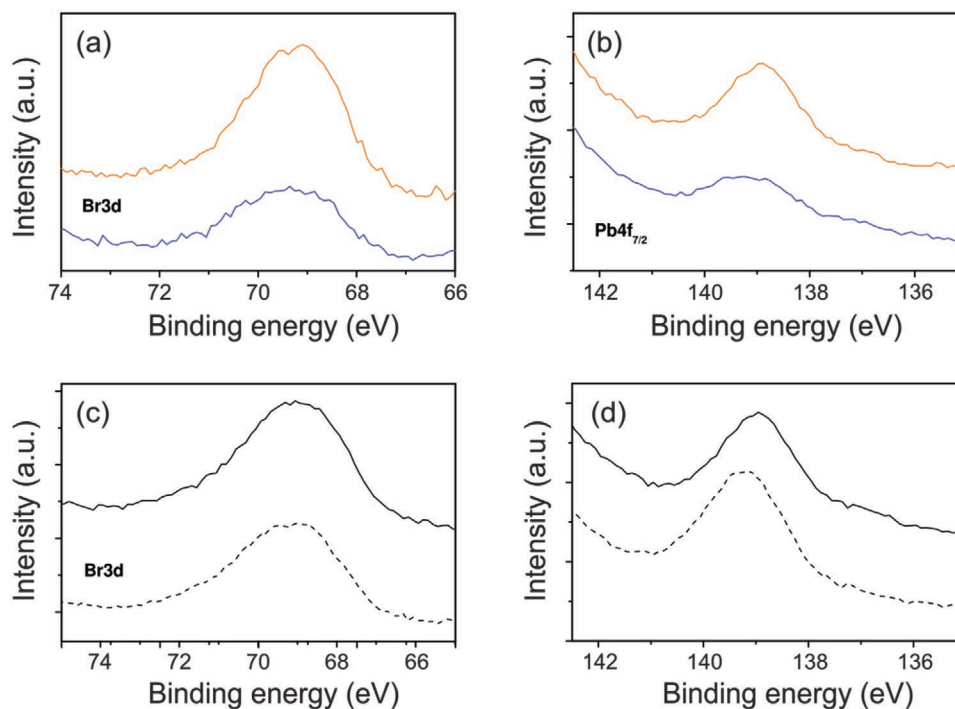 (a)
Intensity (a.u.)
Br3d
74 72 70 68 66
Binding energy (eV)
(b)
Intensity (a.u.)
Pb4f7/2
142 140 138 136
Binding energy (eV)
(c)
Intensity (a.u.)
Br3d
74 72 70 68 66
Binding energy (eV)
(d)
Intensity (a.u.)
142 140 138 136
Binding energy (eV)